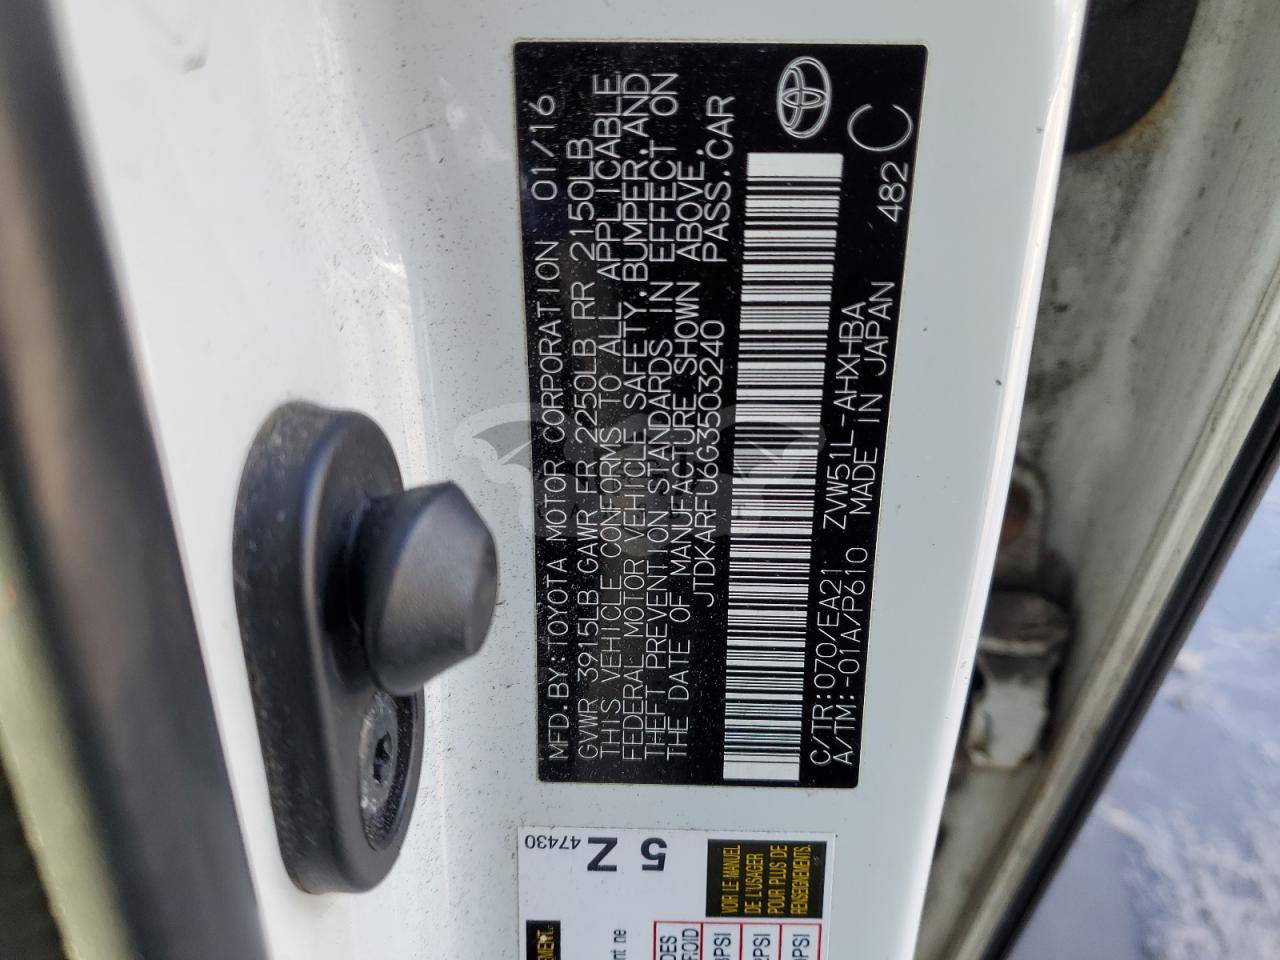 MFD.BY:TOYOTA MOTOR CORPORATION 01/16
GVWR 3915LB GAWR FR 2250LB RR 2150LB
THIS VEHICLE CONFORMS TO ALL APPLICABLE
FEDERAL MOTOR VEHICLE SAFETY,BUMPER,AND
THEFT PREVENTION STANDARDS IN EFFECT ON
THE DATE OF MANUFACTURE SHOWN ABOVE.
JTDKARFU6G3503240 PASS.CAR
C/TR:070/EA21 ZVW51L-AHXHBA
A/TM:-01A/P610 MADE IN JAPAN
482 C
47430
5 Z
VOIR LE MANUEL
DE L'USAGER
POUR PLUS DE
RENSEIGNEMENTS.